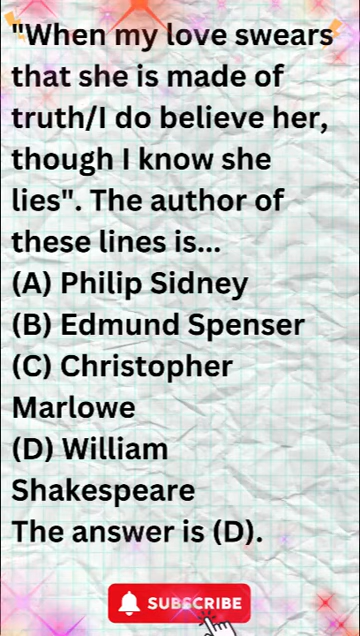 "When my love swears
that she is made of
truth/I do believe her,
though I know she
lies". The author of
these lines is...
(A) Philip Sidney
(B) Edmund Spenser
(C) Christopher
Marlowe
(D) William
Shakespeare
The answer is (D).
SUBSCRIBE